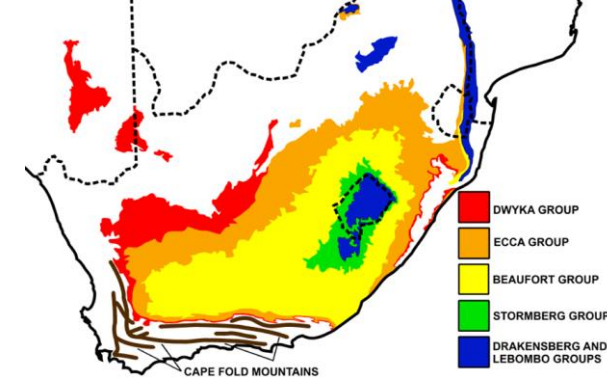 DWYKA GROUP
ECCA GROUP
BEAUFORT GROUP
STORMBERG GROUP
DRAKENSBERG AND
LEBOMBO GROUPS
CAPE FOLD MOUNTAINS